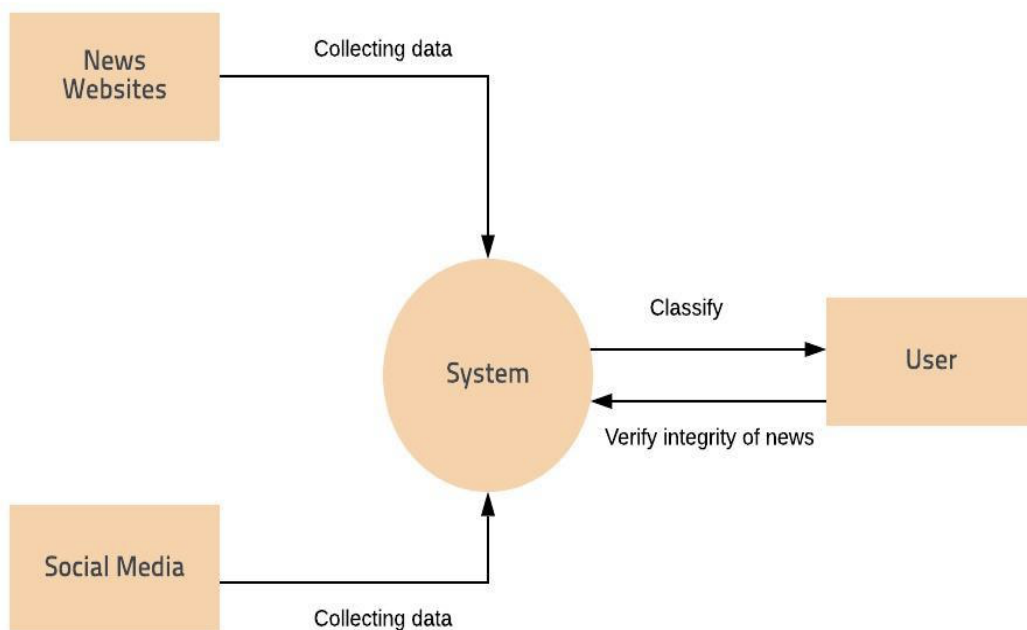 Collecting data
News
Websites
Classify
User
System
Verify integrity of news
Social Media
Collecting data